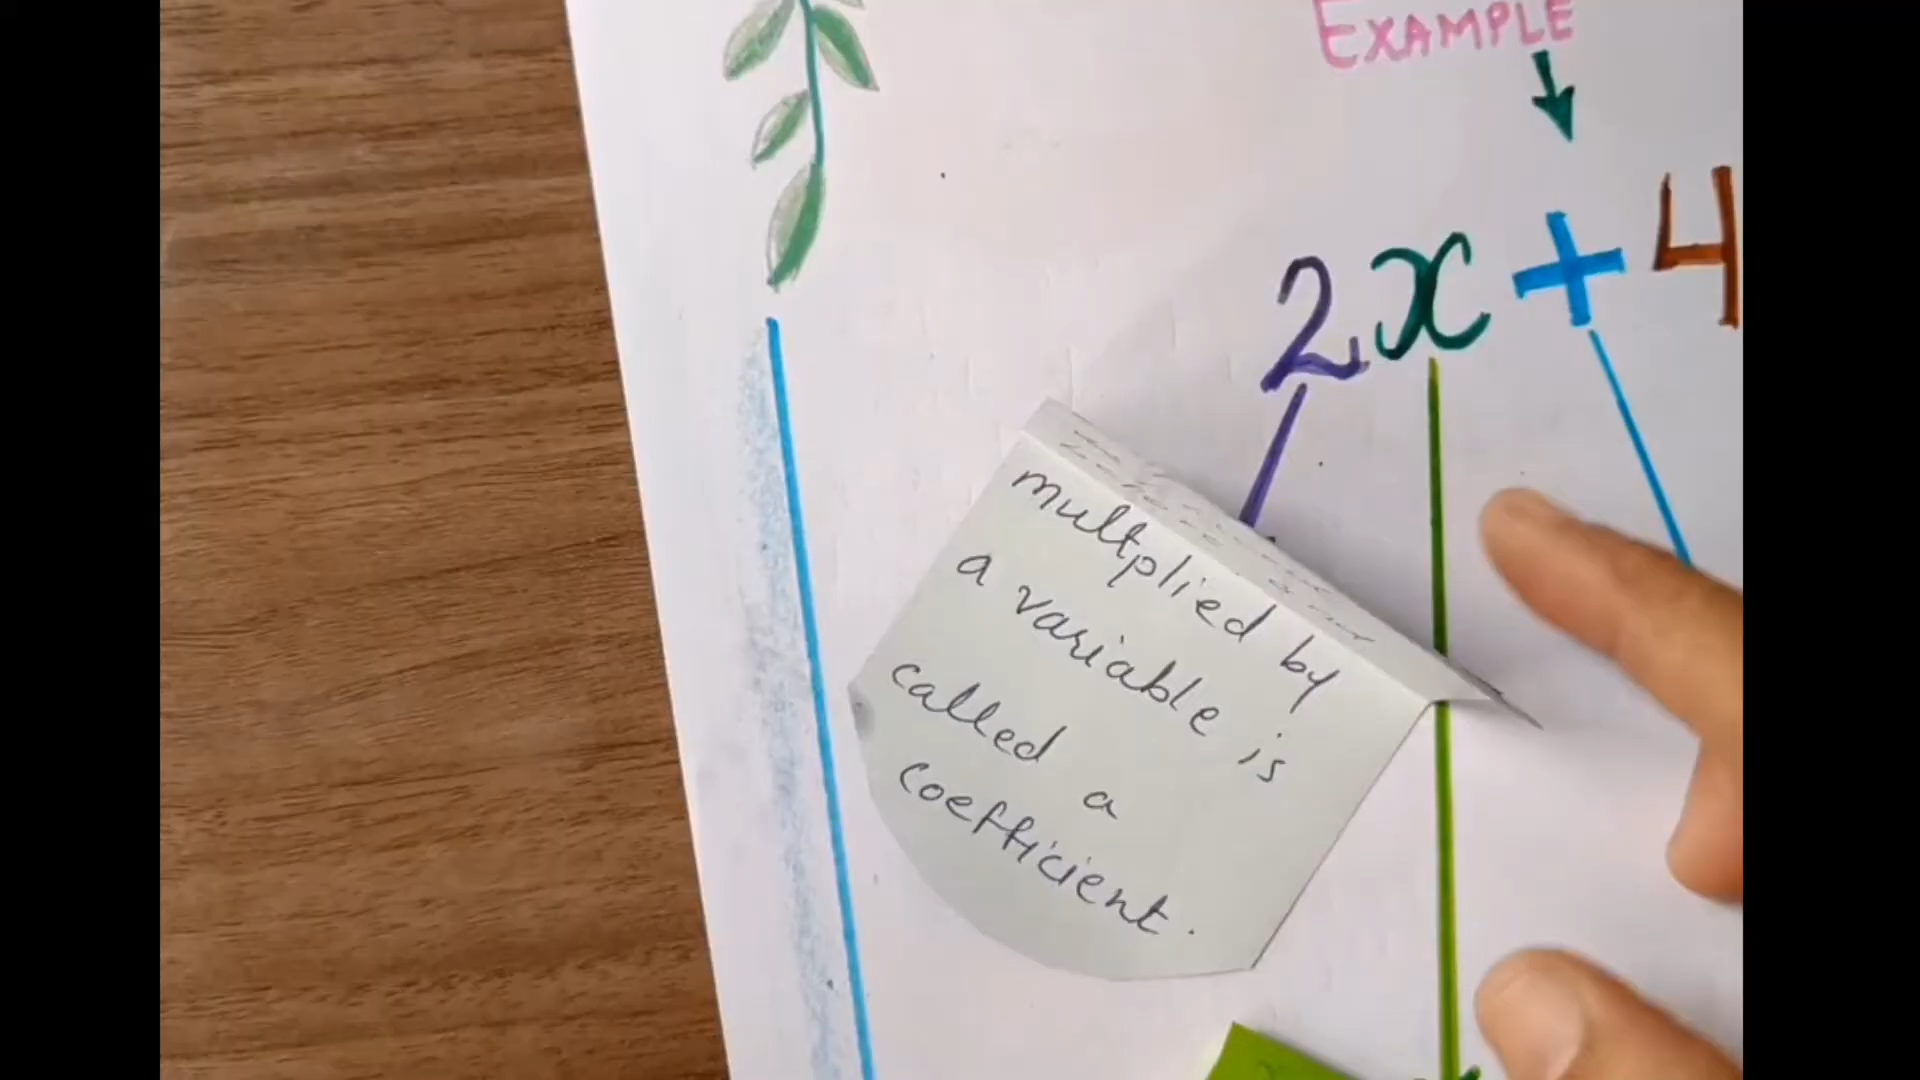 EXAMPLE
2x + 4
multplied by
a variable is
called a
coefficient.